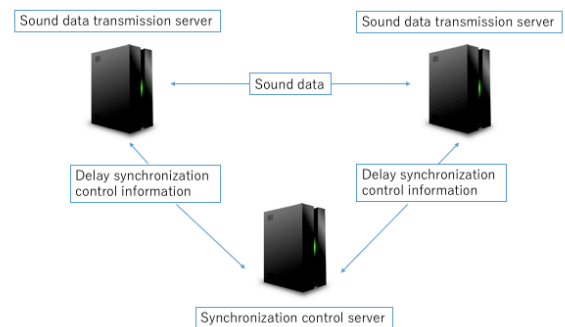 Sound data transmission server
Sound data transmission server
Sound data
Delay synchronization
control information
Delay synchronization
control information
Synchronization control server